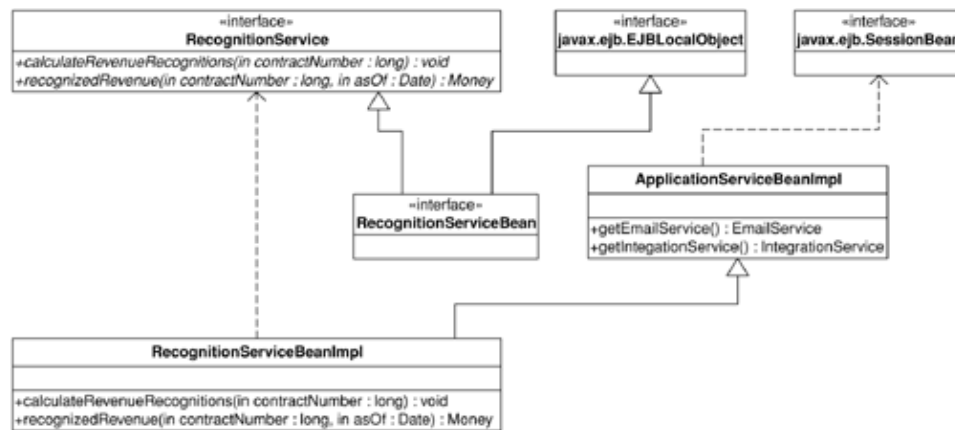 «interface»
RecognitionService
+calculateRevenueRecognitions(in contractNumber : long) : void
+recognizedRevenue(in contractNumber : long, in asOf : Date) : Money
«interface»
javax.ejb.EJBLocalObject
«interface»
javax.ejb.SessionBean
«interface»
RecognitionServiceBean
ApplicationServiceBeanImpl
+getEmailService() : EmailService
+getIntegationService() : IntegrationService
RecognitionServiceBeanImpl
+calculateRevenueRecognitions(in contractNumber : long) : void
+recognizedRevenue(in contractNumber : long, in asOf : Date) : Money